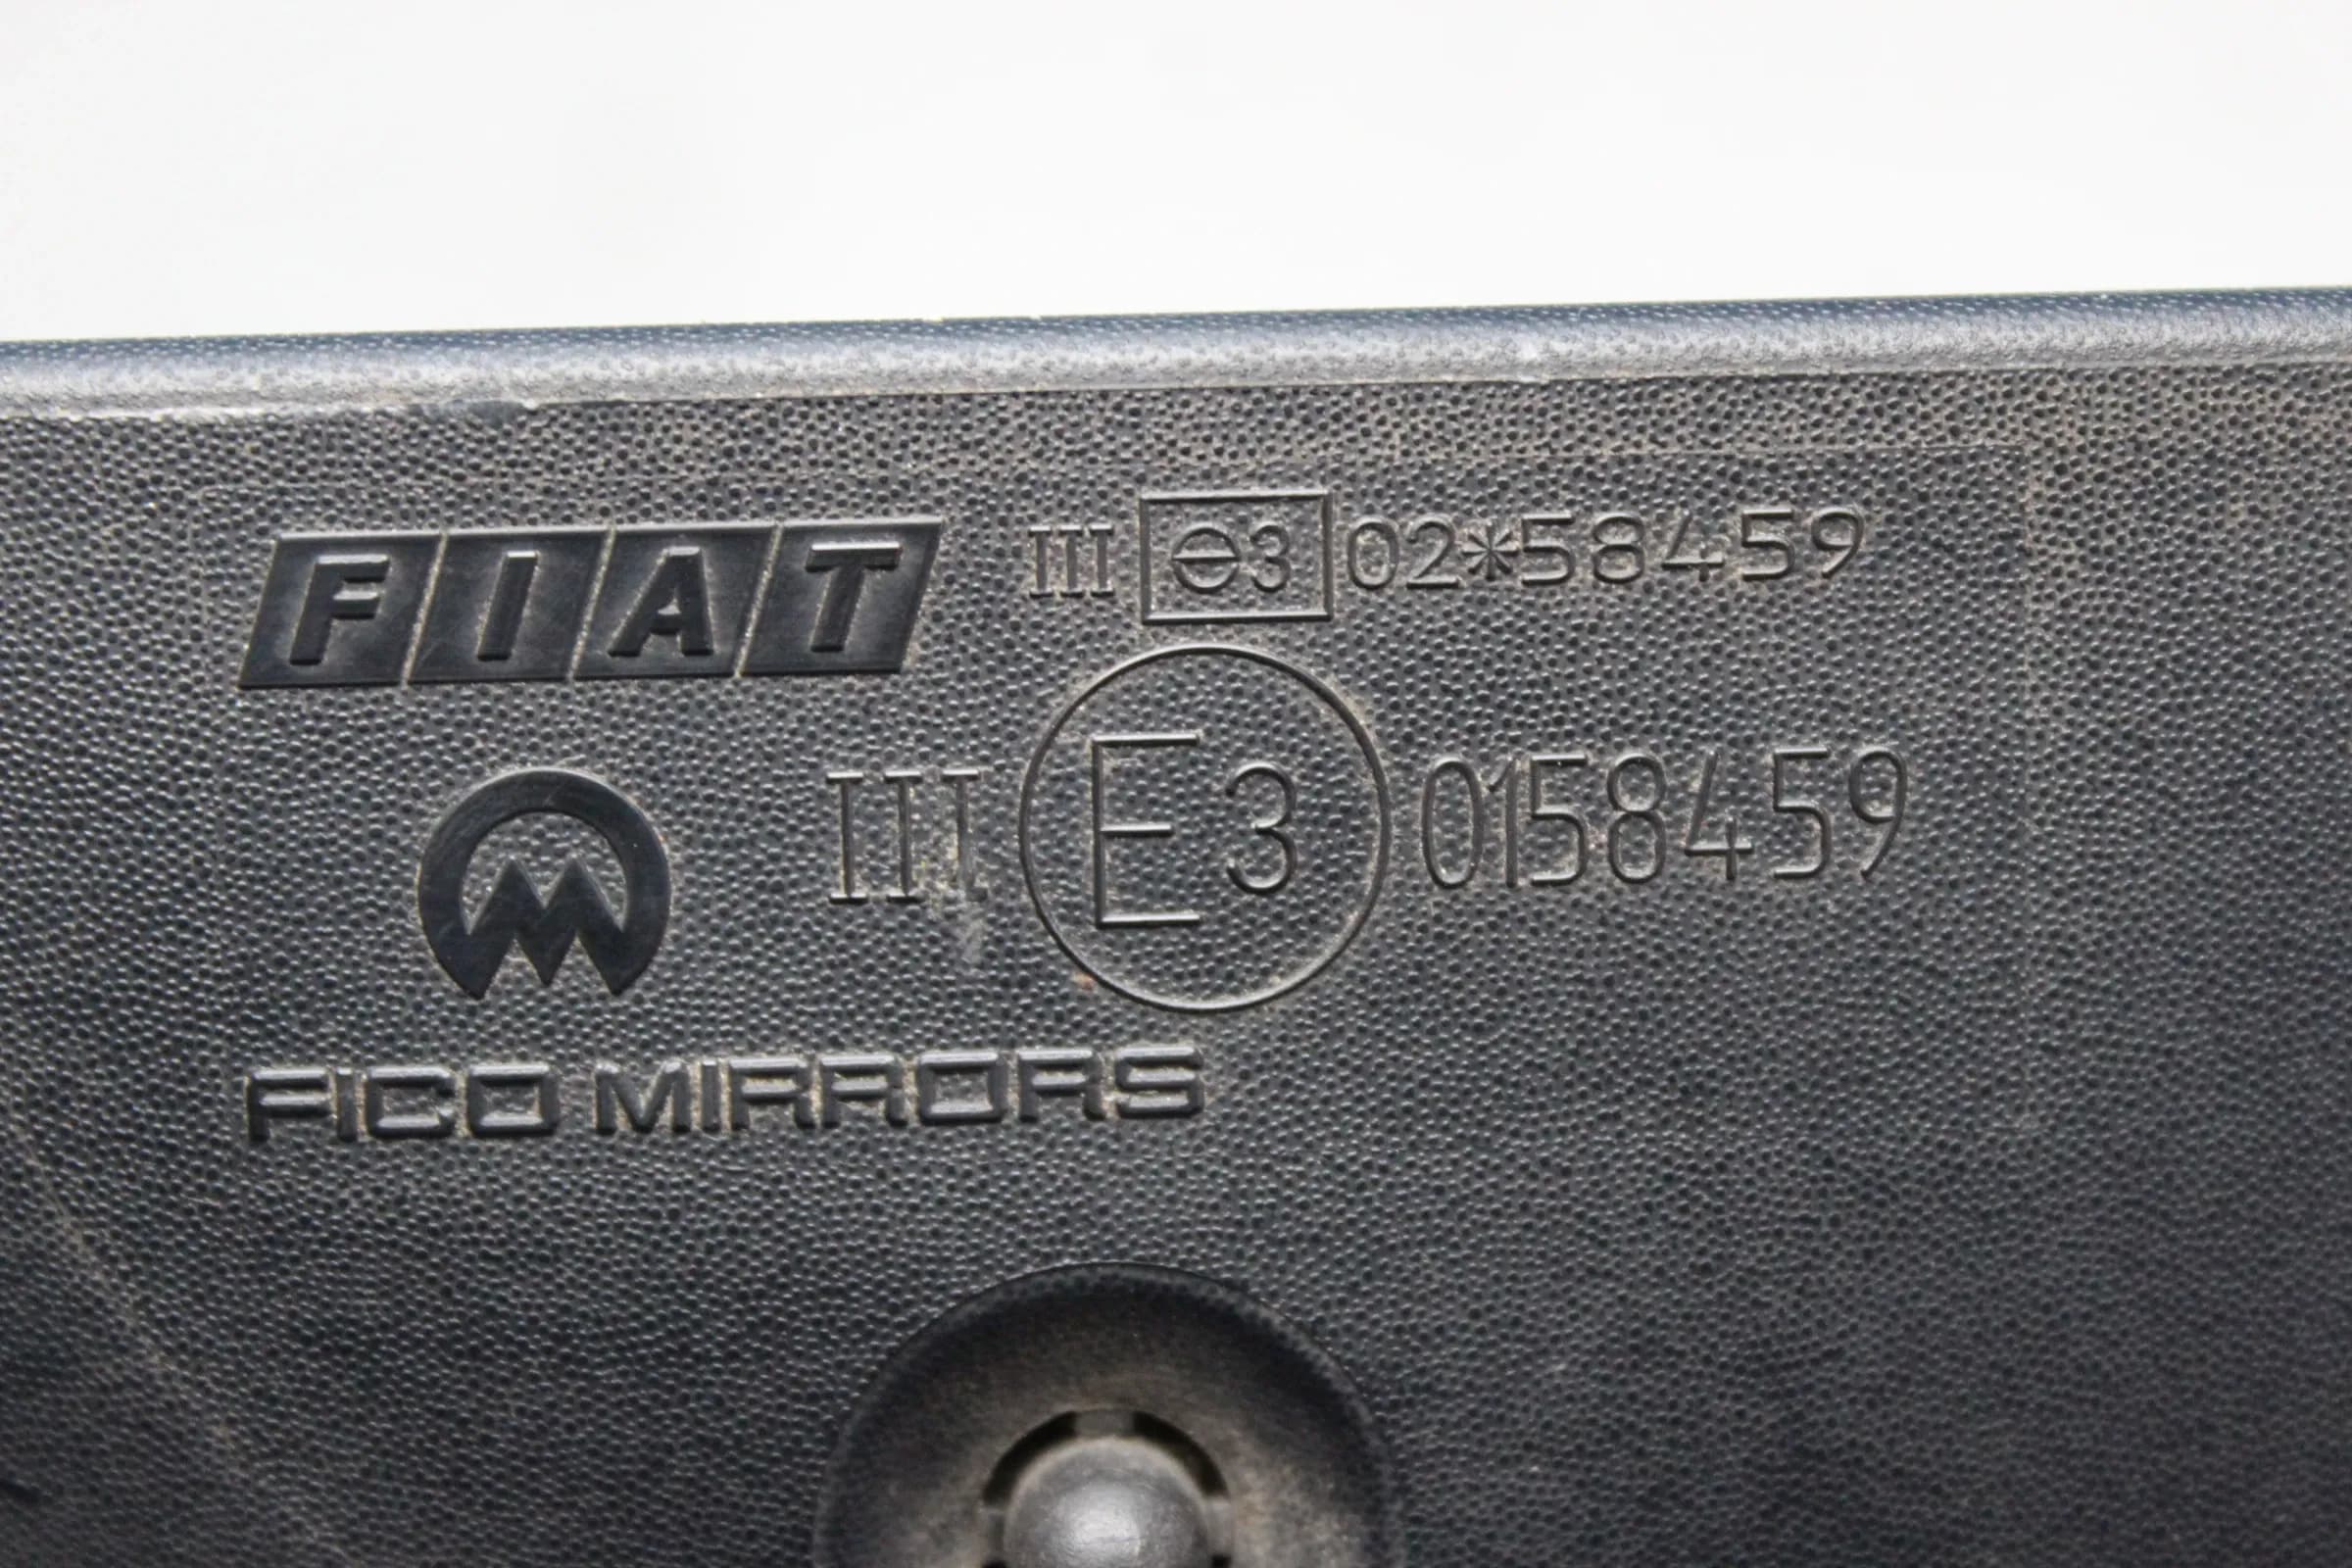 FIAT
III e3 02*58459
III E3 0158459
FICO MIRRORS